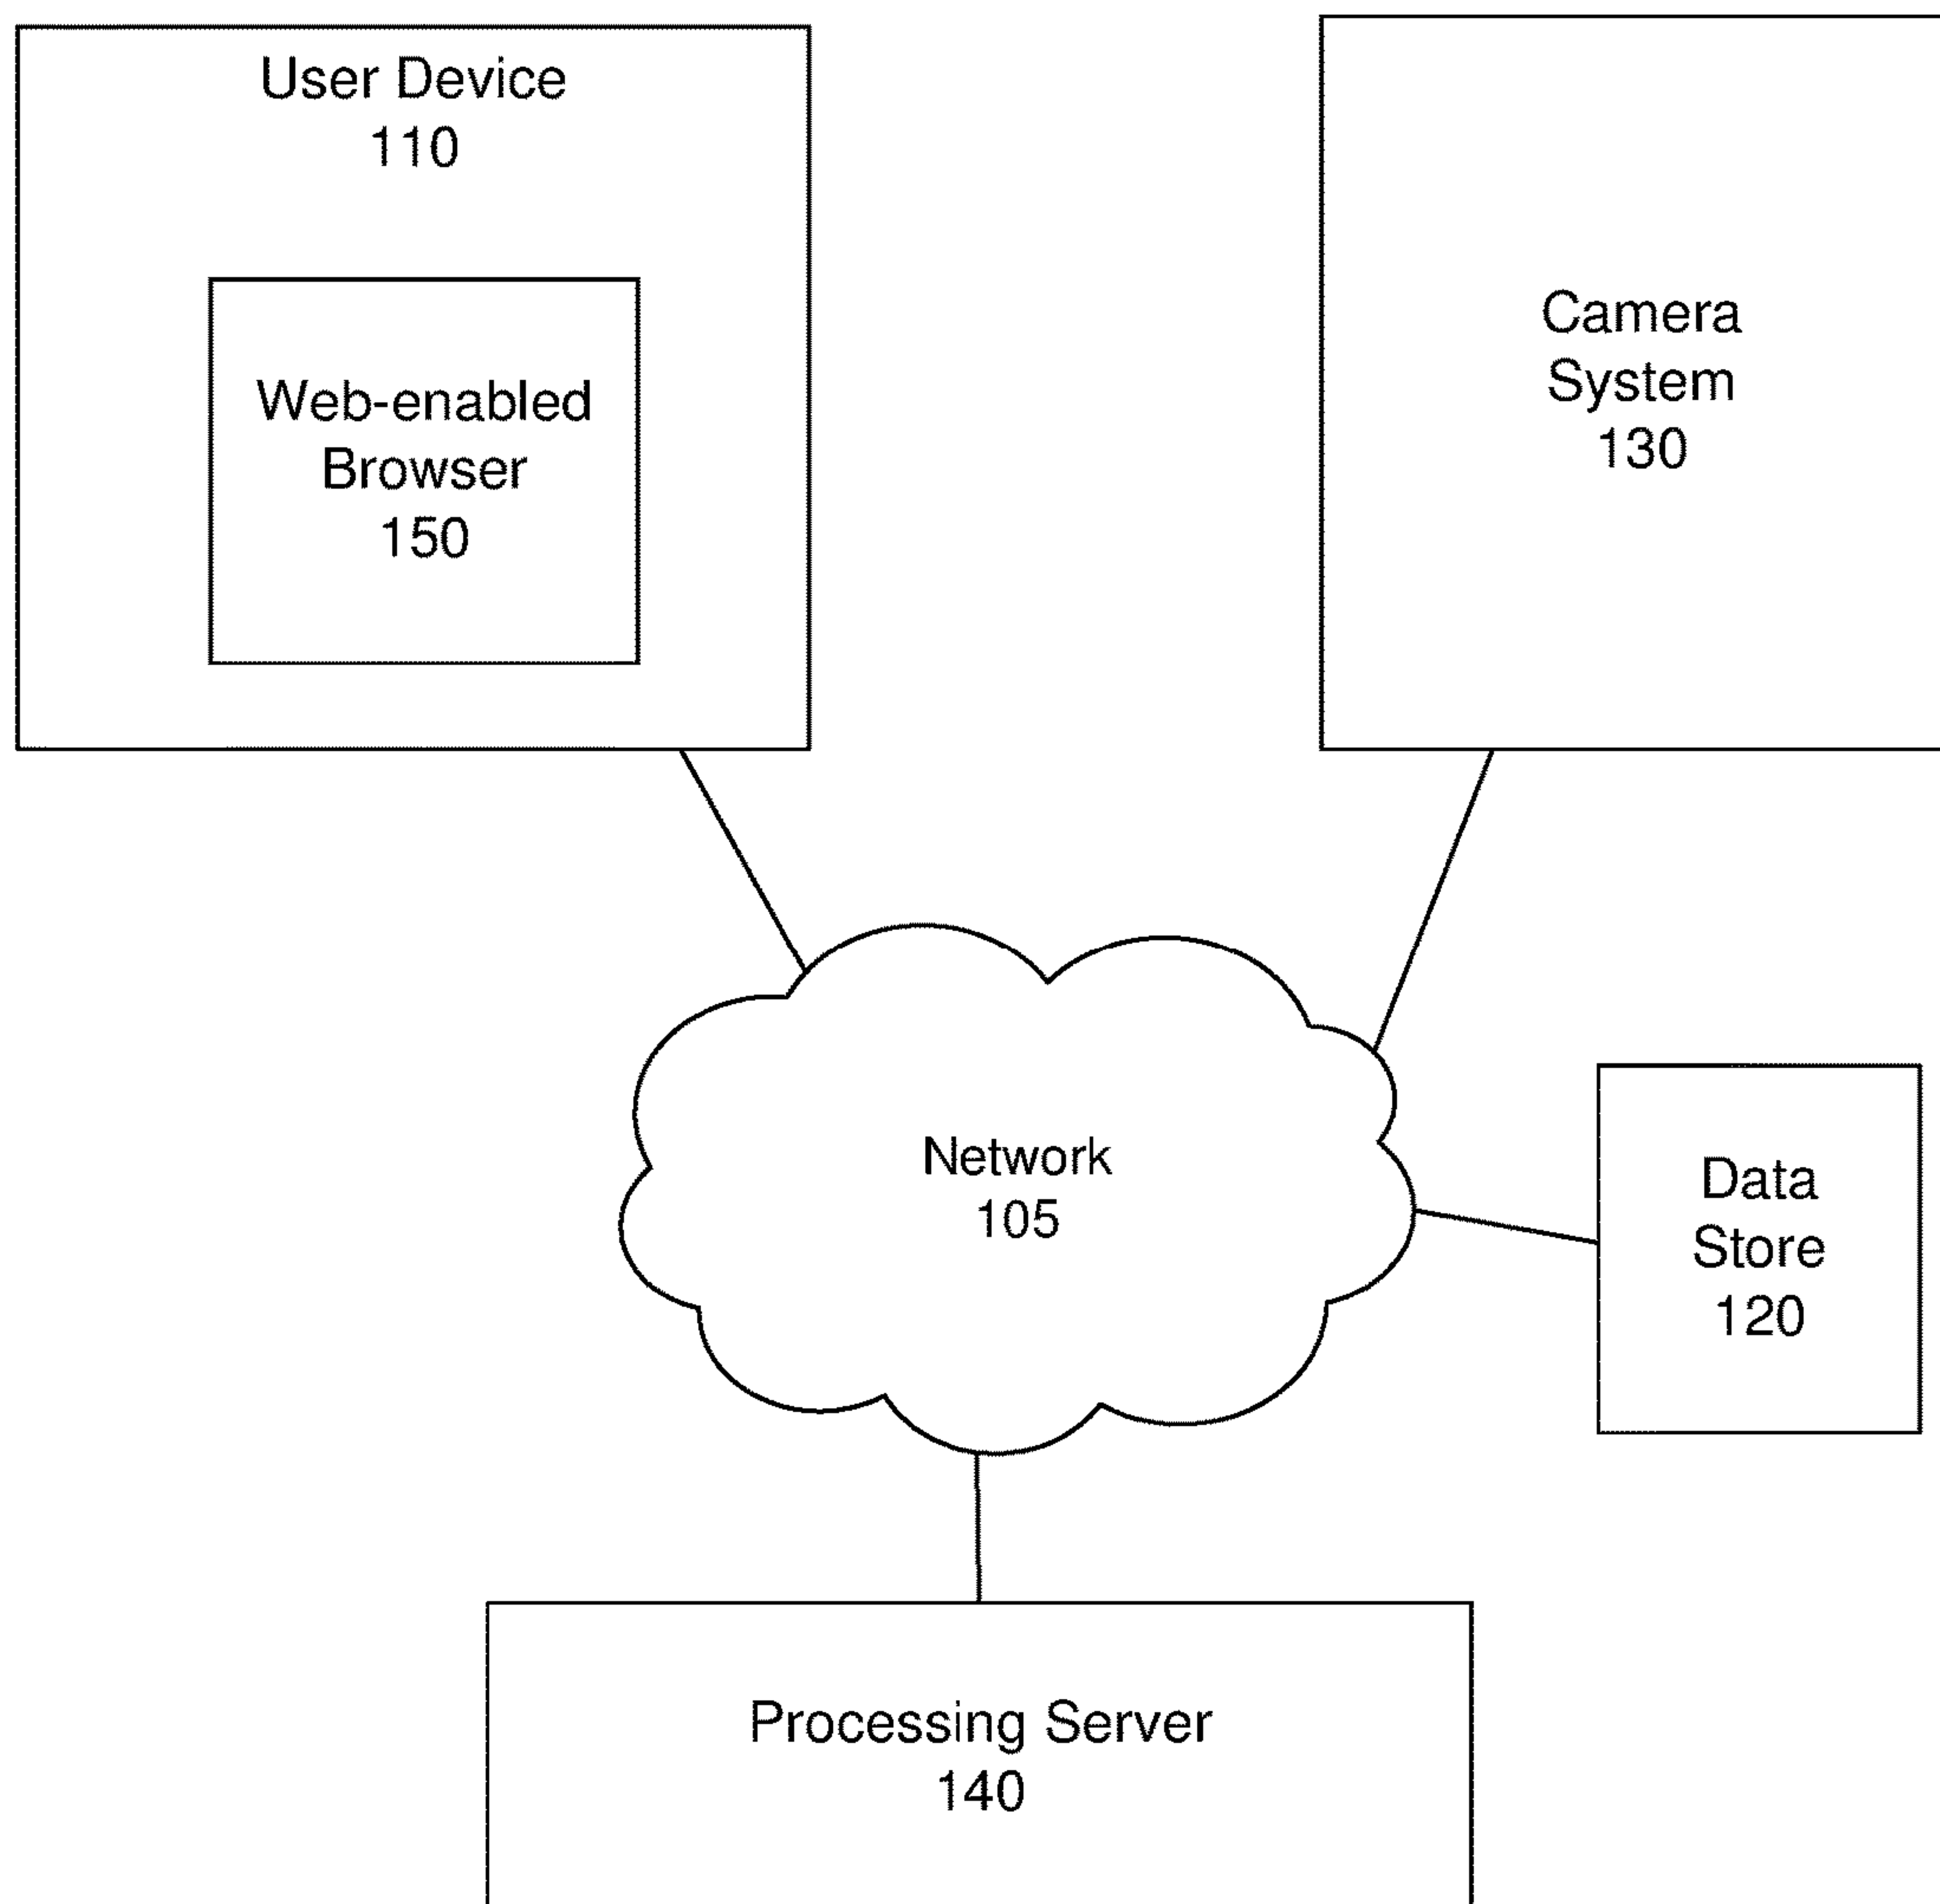 User Device
110
Web-enabled
Browser
150
Camera
System
130
Network
105
Data
Store
120
Processing Server
140